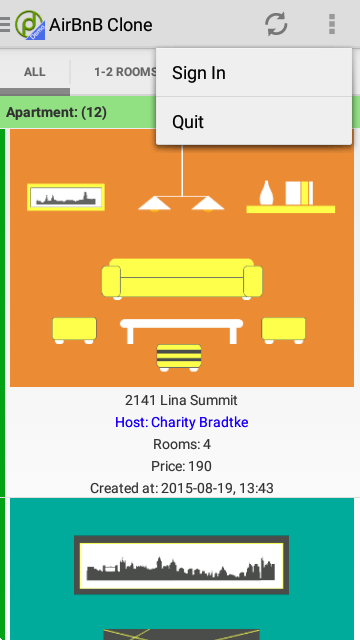 AirBnB Clone
Sign In
Quit
ALL
1-2 ROOMS
Apartment: (12)
2141 Lina Summit
Host: Charity Bradtke
Rooms: 4
Price: 190
Created at: 2015-08-19, 13:43